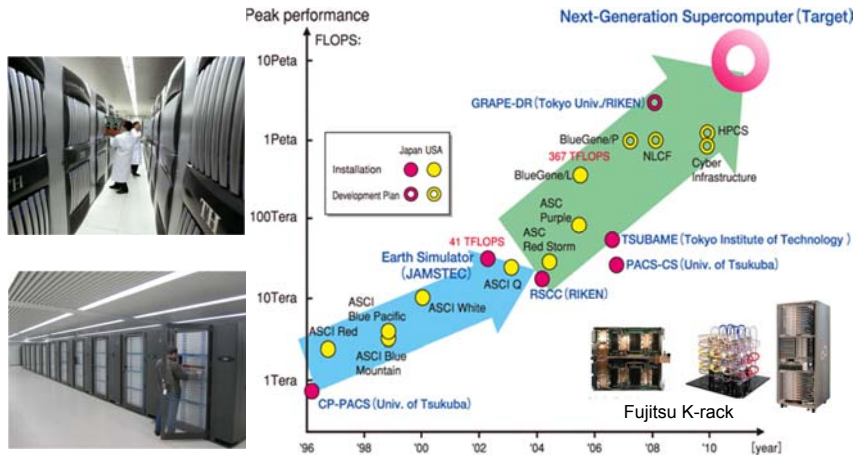 Peak performance
FLOPS:
Next-Generation Supercomputer (Target)
10Peta
1Peta
100Tera
10Tera
1Tera
Japan USA
Installation
Development Plan
GRAPE-DR (Tokyo Univ./RIKEN)
BlueGene/P
HPCS
367 TFLOPS
NLCF
BlueGene/L
Cyber
Infrastructure
ASC
Purple
41 TFLOPS
ASC
Red Storm
TSUBAME (Tokyo Institute of Technology )
Earth Simulator
(JAMSTEC)
PACS-CS (Univ. of Tsukuba)
ASCI Q
RSCC (RIKEN)
ASCI
Blue Pacific
ASCI White
ASCI Red
ASCI Blue
Mountain
CP-PACS (Univ. of Tsukuba)
Fujitsu K-rack
'96 '98 '00 '02 '04 '06 '08 '10 [year]
TH